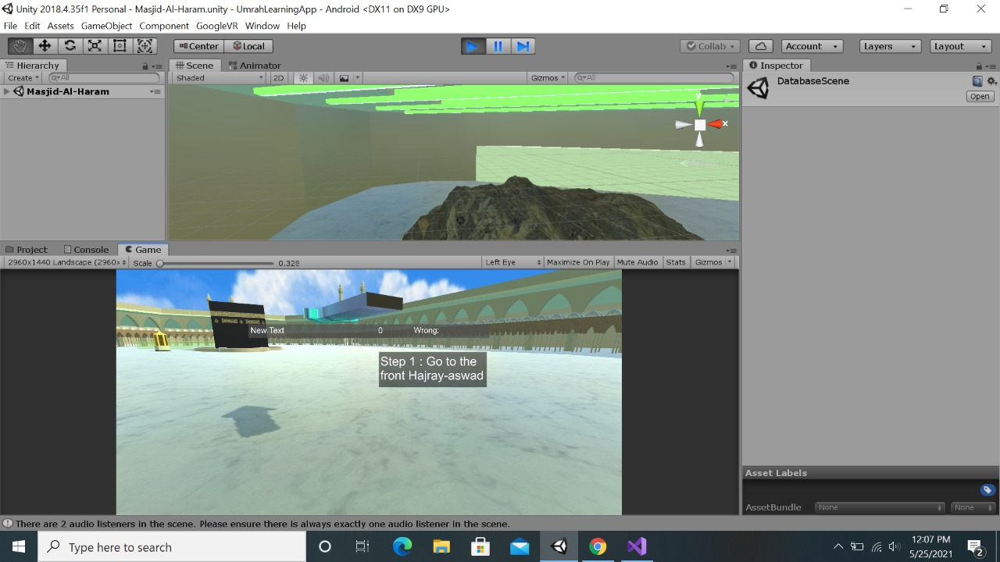 Unity 2018.4.35f1 Personal - Masjid-Al-Haram.unity - UmrahLearningApp - Android <DX11 on DX9 GPU>
File Edit Assets GameObject Component GoogleVR Window Help
Center Local Collab Account Layers Layout
Hierarchy Scene Animator Inspector
Create All Shaded 2D Gizmos All
DatabaseScene
Open
Masjid-Al-Haram
y
x
Project Console Game
2960x1440 Landscape (2960x Scale 0.328 Left Eye Maximize On Play Mute Audio Stats Gizmos
New Text 0 Wrong:
Step 1 : Go to the
front Hajray-aswad
Asset Labels
AssetBundle None None
There are 2 audio listeners in the scene. Please ensure there is always exactly one audio listener in the scene.
Type here to search
12:07 PM
5/25/2021
2